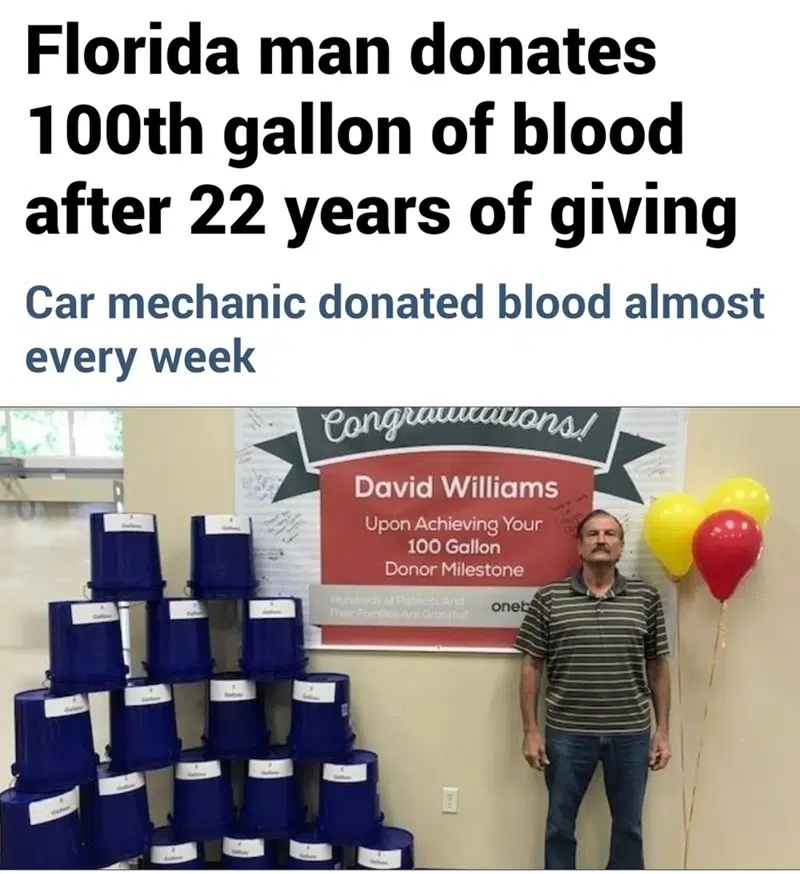 Florida man donates
100th gallon of blood
after 22 years of giving
Car mechanic donated blood almost
every week
Congratulations!
David Williams
Upon Achieving Your
100 Gallon
Donor Milestone
Hundreds of Patients And
Their Families Are Grateful
oneb